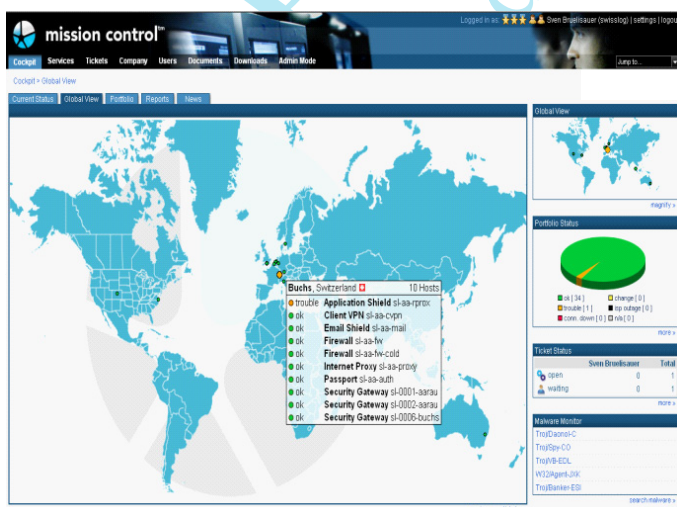 Logged in as: Sven Bruelisauer (swisslog) | settings | logou
mission control tm
Cockpit Services Tickets Company Users Documents Downloads Admin Mode
Jump to...
Cockpit > Global View
Current Status Global View Portfolio Reports News
Global View
magnify »
Portfolio Status
ok [ 34 ] change [ 0 ]
trouble [ 1 ] op.outage [ 0 ]
conn. down [ 0 ] n/a [ 0 ]
more »
Buchs, Switzerland 10 Hosts
trouble Application Shield sl-aa-rprox
ok Client VPN sl-aa-cvpn
ok Email Shield sl-aa-mail
ok Firewall sl-aa-fw
ok Firewall sl-aa-fw-cold
ok Internet Proxy sl-aa-proxy
ok Passport sl-aa-auth
ok Security Gateway sl-0001-aarau
ok Security Gateway sl-0002-aarau
ok Security Gateway sl-0006-buchs
Ticket Status
Sven Bruelisauer Total
open 0 1
waiting 0 1
more »
Malware Monitor
Troj/Daonol-C
Troj/Spy-CO
Troj/VB-EDL
W32/Agent-JXK
Troj/Banker-ESI
search malware »